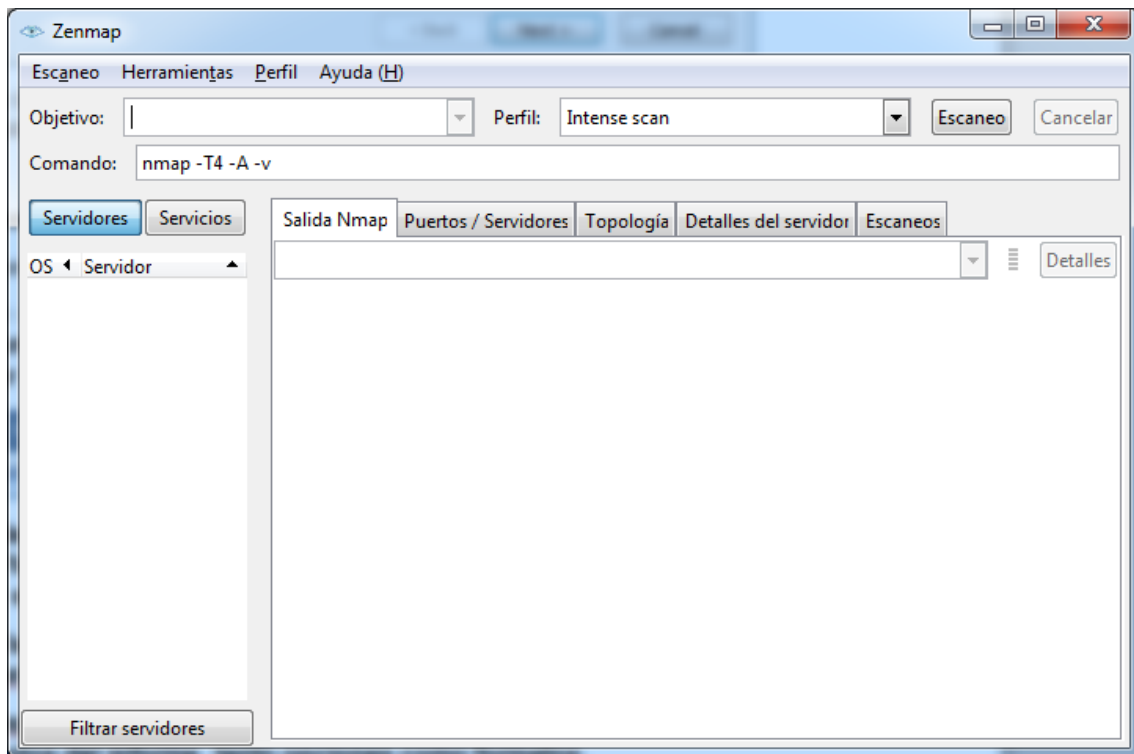 Zenmap
Escaneo Herramientas Perfil Ayuda (H)
Objetivo: Perfil: Intense scan Escaneo Cancelar
Comando: nmap -T4 -A -v
Servidores Servicios
Salida Nmap Puertos / Servidores Topología Detalles del servidor Escaneos
OS Servidor
Detalles
Filtrar servidores